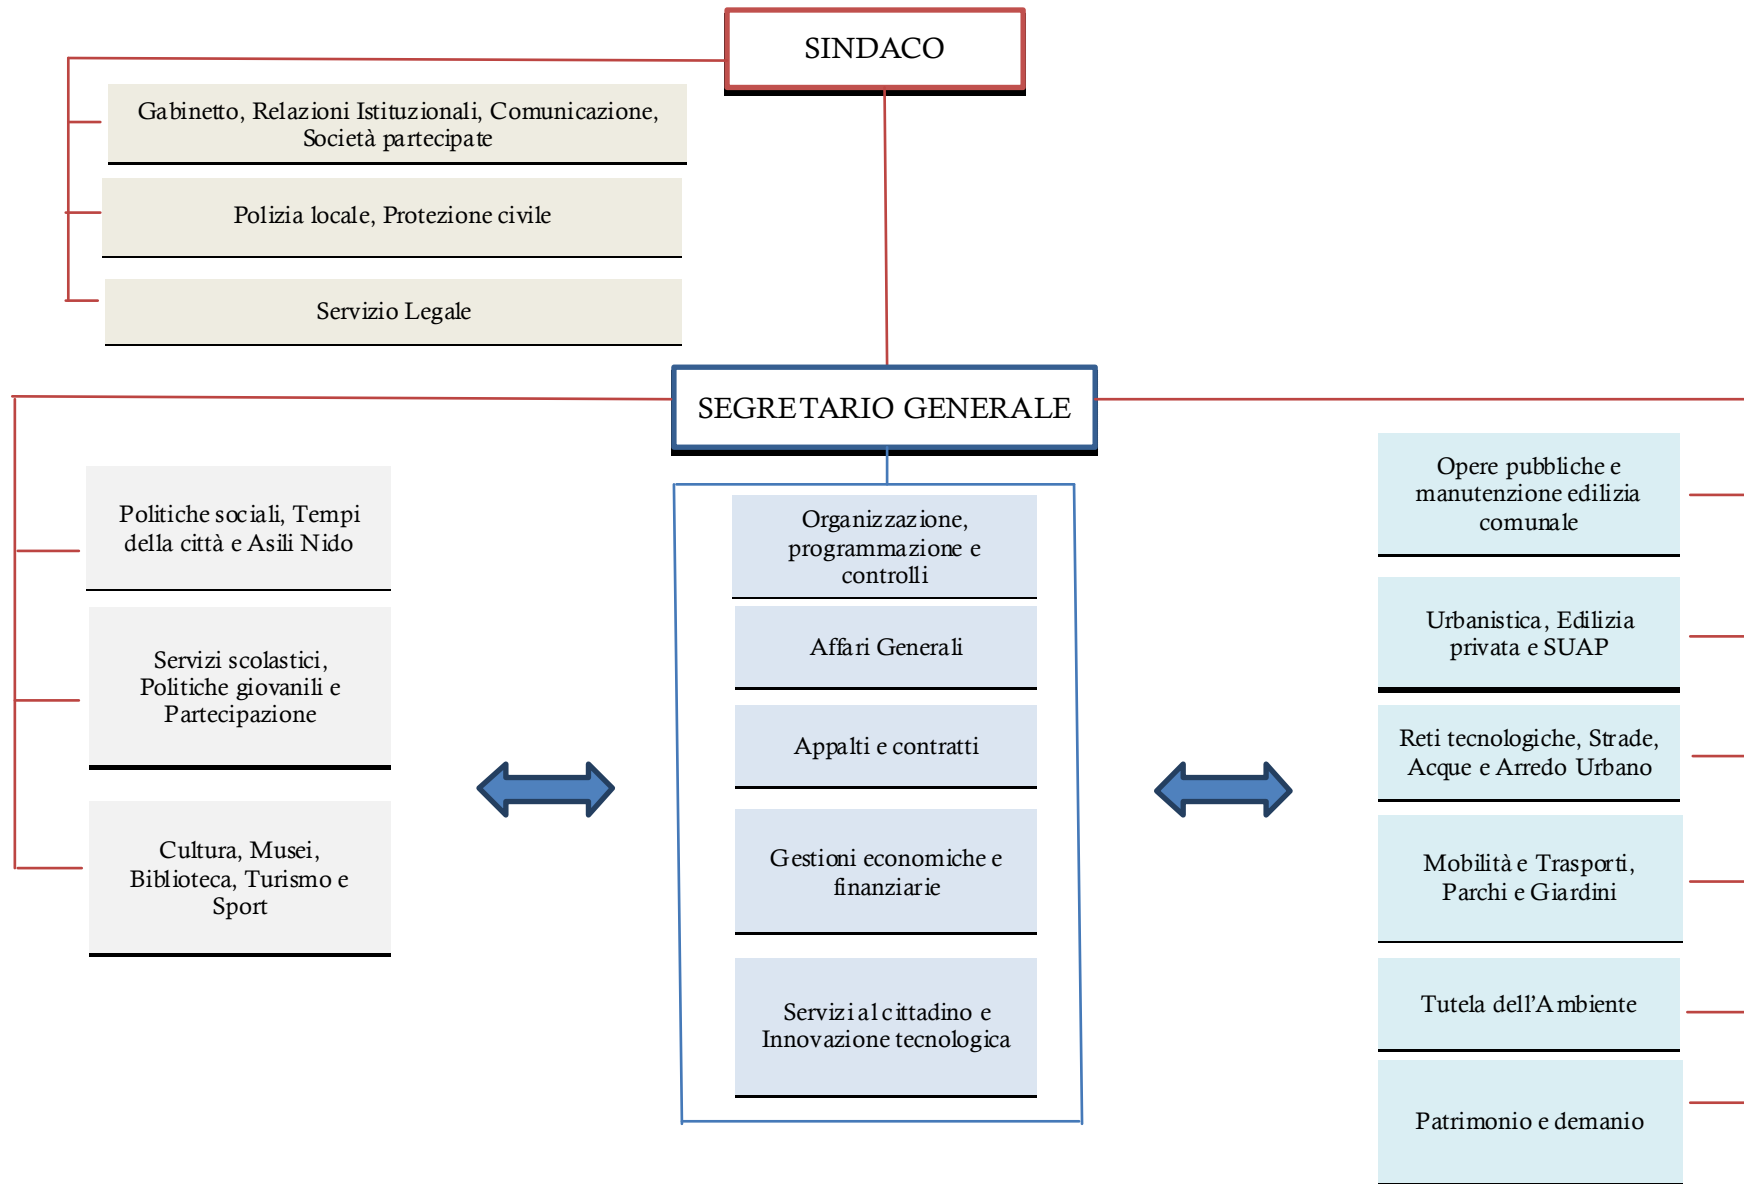 SINDACO
Gabinetto, Relazioni Istituzionali, Comunicazione,
Società partecipate
Polizia locale, Protezione civile
Servizio Legale
SEGRETARIO GENERALE
Politiche sociali, Tempi
della città e Asili Nido
Servizi scolastici,
Politiche giovanili e
Partecipazione
Cultura, Musei,
Biblioteca, Turismo e
Sport
Organizzazione,
programmazione e
controlli
Affari Generali
Appalti e contratti
Gestioni economiche e
finanziarie
Servizi al cittadino e
Innovazione tecnologica
Opere pubbliche e
manutenzione edilizia
comunale
Urbanistica, Edilizia
privata e SUAP
Reti tecnologiche, Strade,
Acque e Arredo Urbano
Mobilità e Trasporti,
Parchi e Giardini
Tutela dell’Ambiente
Patrimonio e demanio